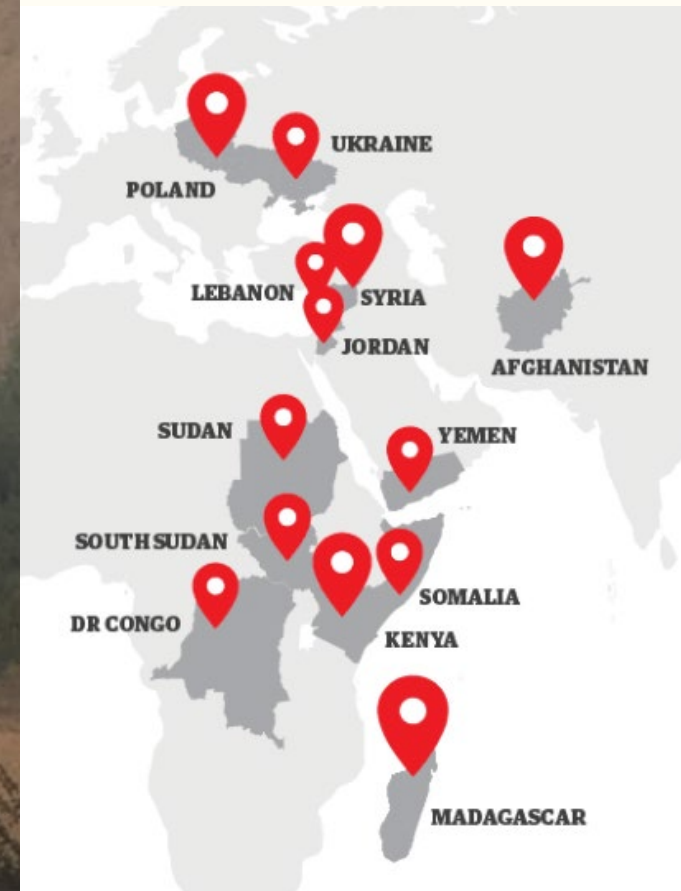 UKRAINE
POLAND
LEBANON
SYRIA
JORDAN
AFGHANISTAN
SUDAN
YEMEN
SOUTH SUDAN
SOMALIA
DR CONGO
KENYA
MADAGASCAR